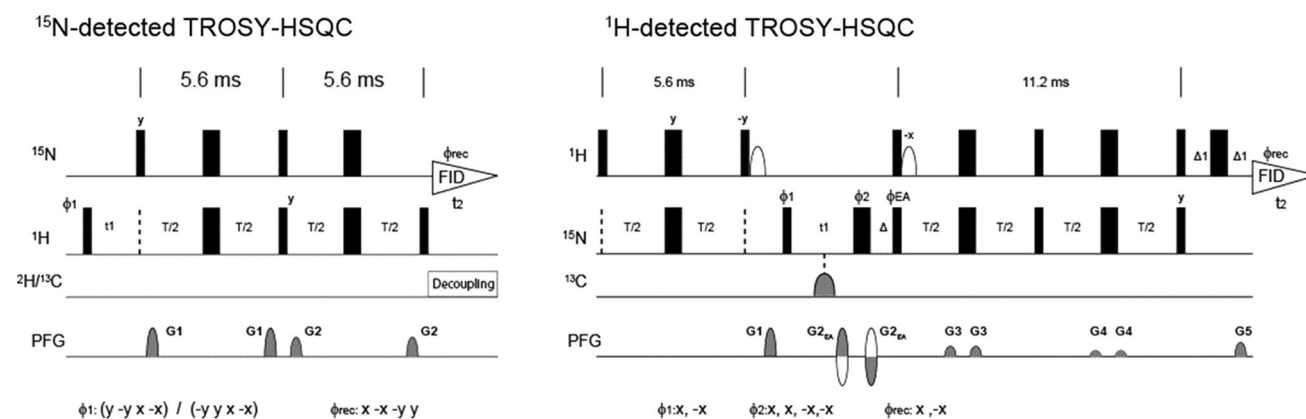 ¹⁵N-detected TROSY-HSQC
5.6 ms 5.6 ms
y
¹⁵N
ϕrec
FID
t₂
ϕ1
t1 T/2 T/2 y T/2 T/2
¹H
²H/¹³C
Decoupling
G1 G1 G2 G2
PFG
ϕ1: (y -y x -x) / (-y y x -x) ϕrec: x -x -y y
¹H-detected TROSY-HSQC
5.6 ms 11.2 ms
y -y -x
¹H
Δ1 Δ1 ϕrec
FID
t₂
ϕ1 ϕ2 ϕEA y
T/2 T/2 t1 Δ T/2 T/2 T/2 T/2
¹⁵N
¹³C
G1 G2EA G2EA G3 G3 G4 G4 G5
PFG
ϕ1:x, -x ϕ2:x, x, -x,-x ϕrec: x ,-x